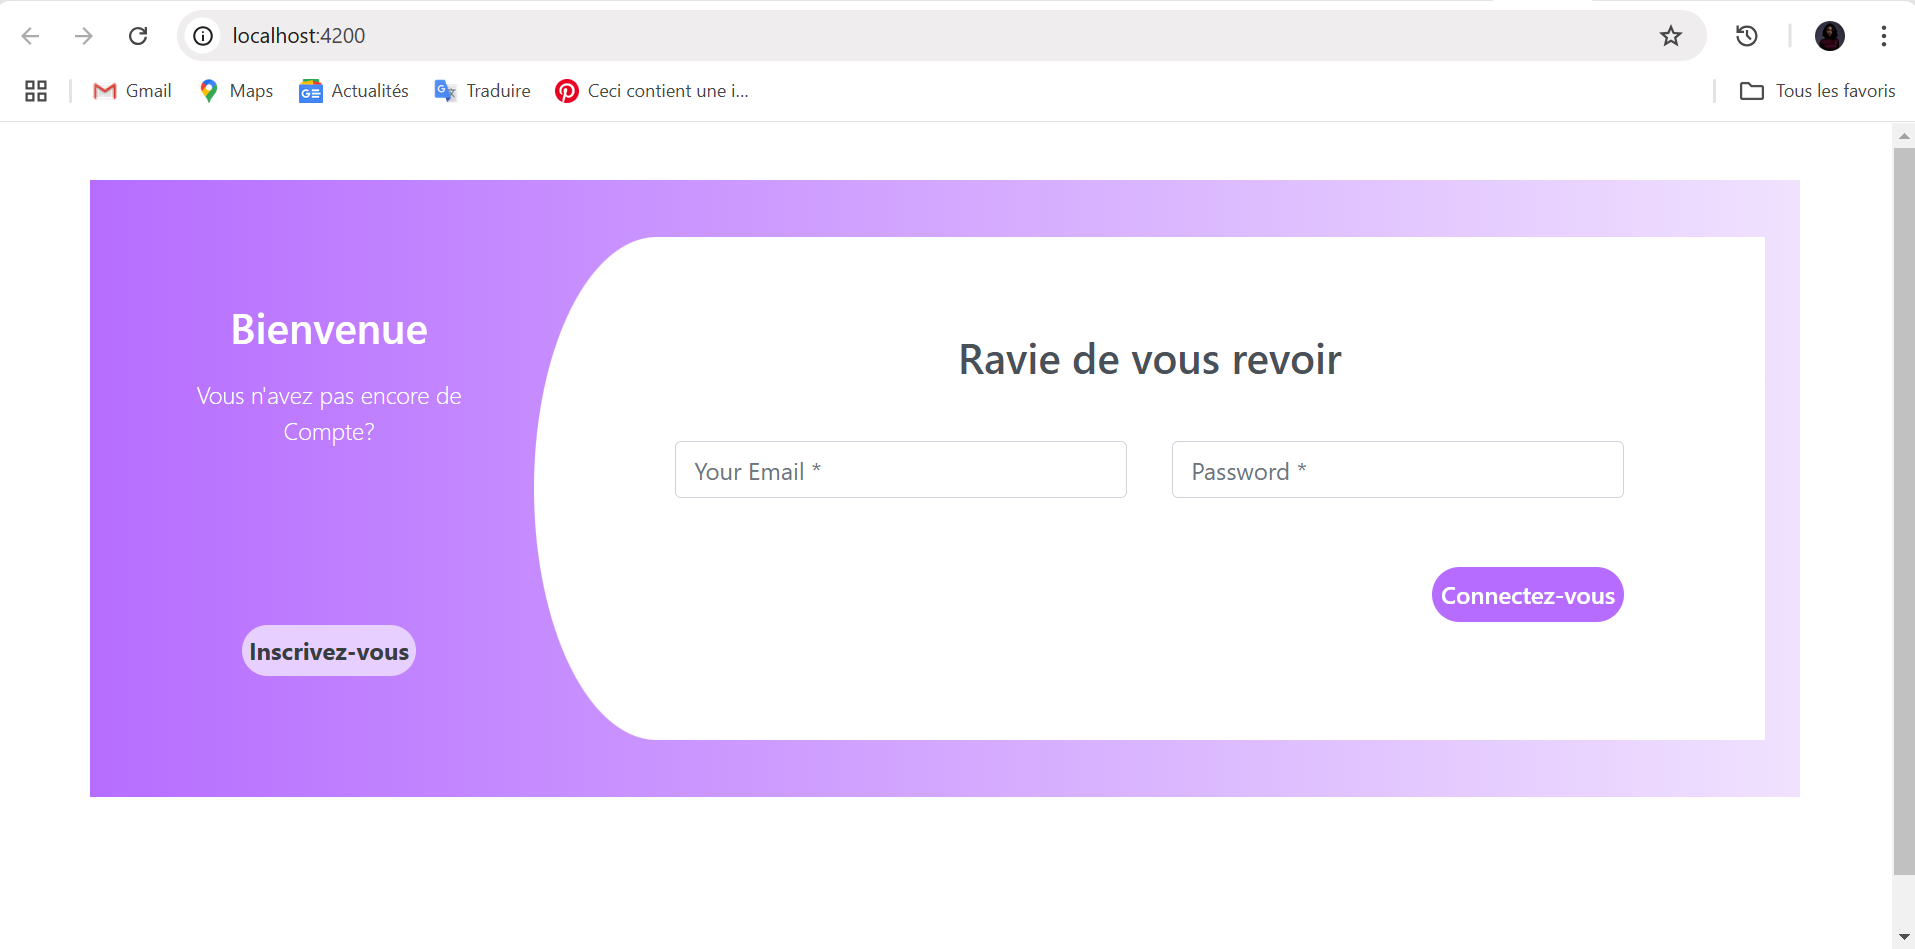 localhost:4200
Gmail Maps Actualités Traduire Ceci contient une i... Tous les favoris
Bienvenue
Vous n'avez pas encore de
Compte?
Inscrivez-vous
Ravie de vous revoir
Your Email * Password *
Connectez-vous